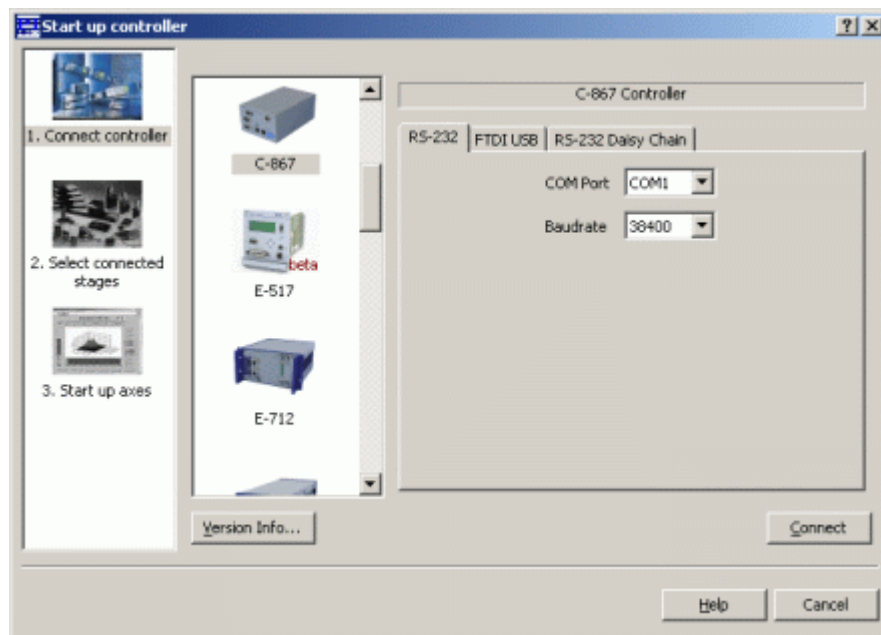 Start up controller
1. Connect controller
2. Select connected
stages
3. Start up axes
C-867
beta
E-517
E-712
Version Info...
C-867 Controller
RS-232
FTDI USB
RS-232 Daisy Chain
COM Port
COM1
Baudrate
38400
Connect
Help
Cancel